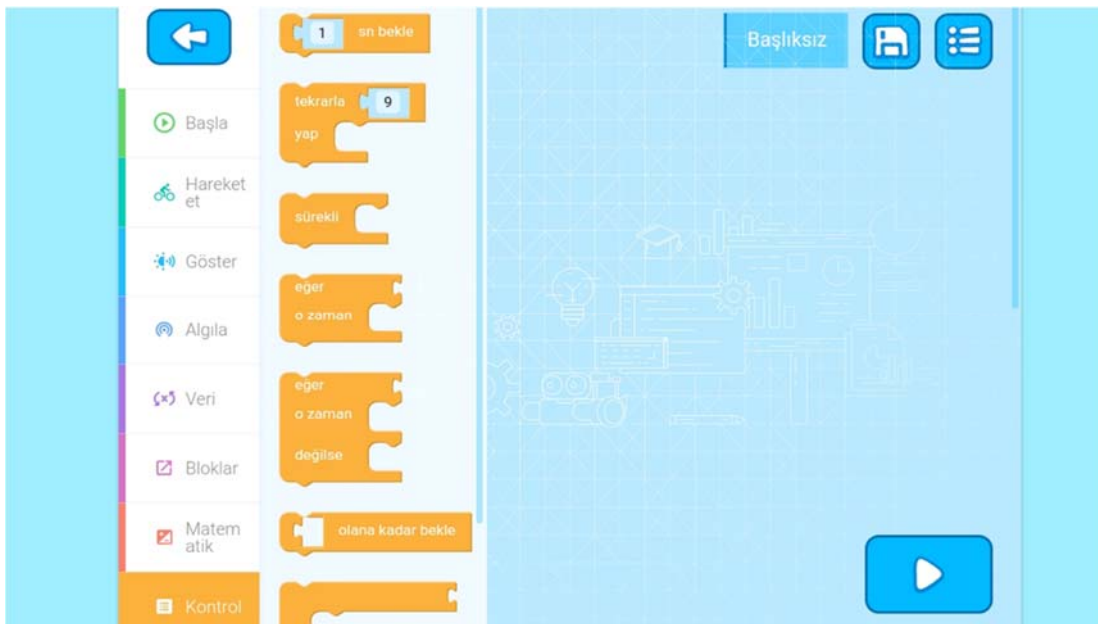 Başla
Hareket
et
Göster
Algıla
Veri
Bloklar
Matem
atik
Kontrol
1 sn bekle
tekrarla 9
yap
sürekli
eğer
o zaman
eğer
o zaman
değilse
olana kadar bekle
Başlıksız